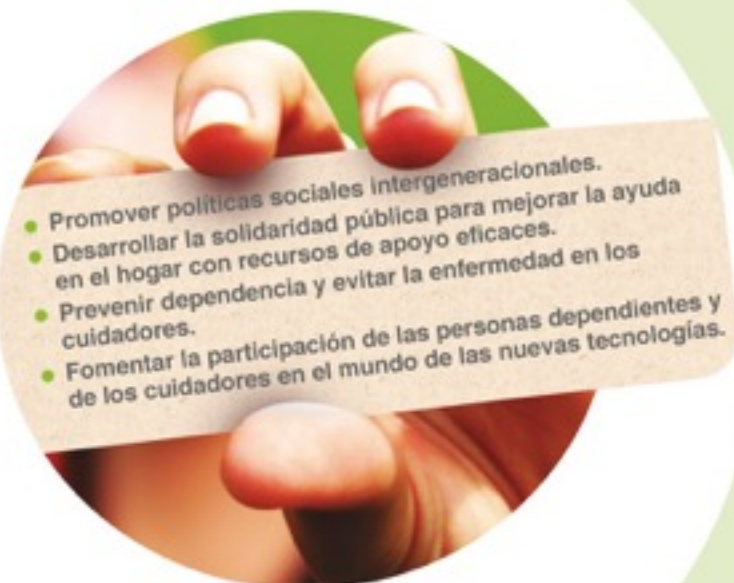 • Promover políticas sociales intergeneracionales.
• Desarrollar la solidaridad pública para mejorar la ayuda
en el hogar con recursos de apoyo eficaces.
• Prevenir dependencia y evitar la enfermedad en los
cuidadores.
• Fomentar la participación de las personas dependientes y
de los cuidadores en el mundo de las nuevas tecnologías.